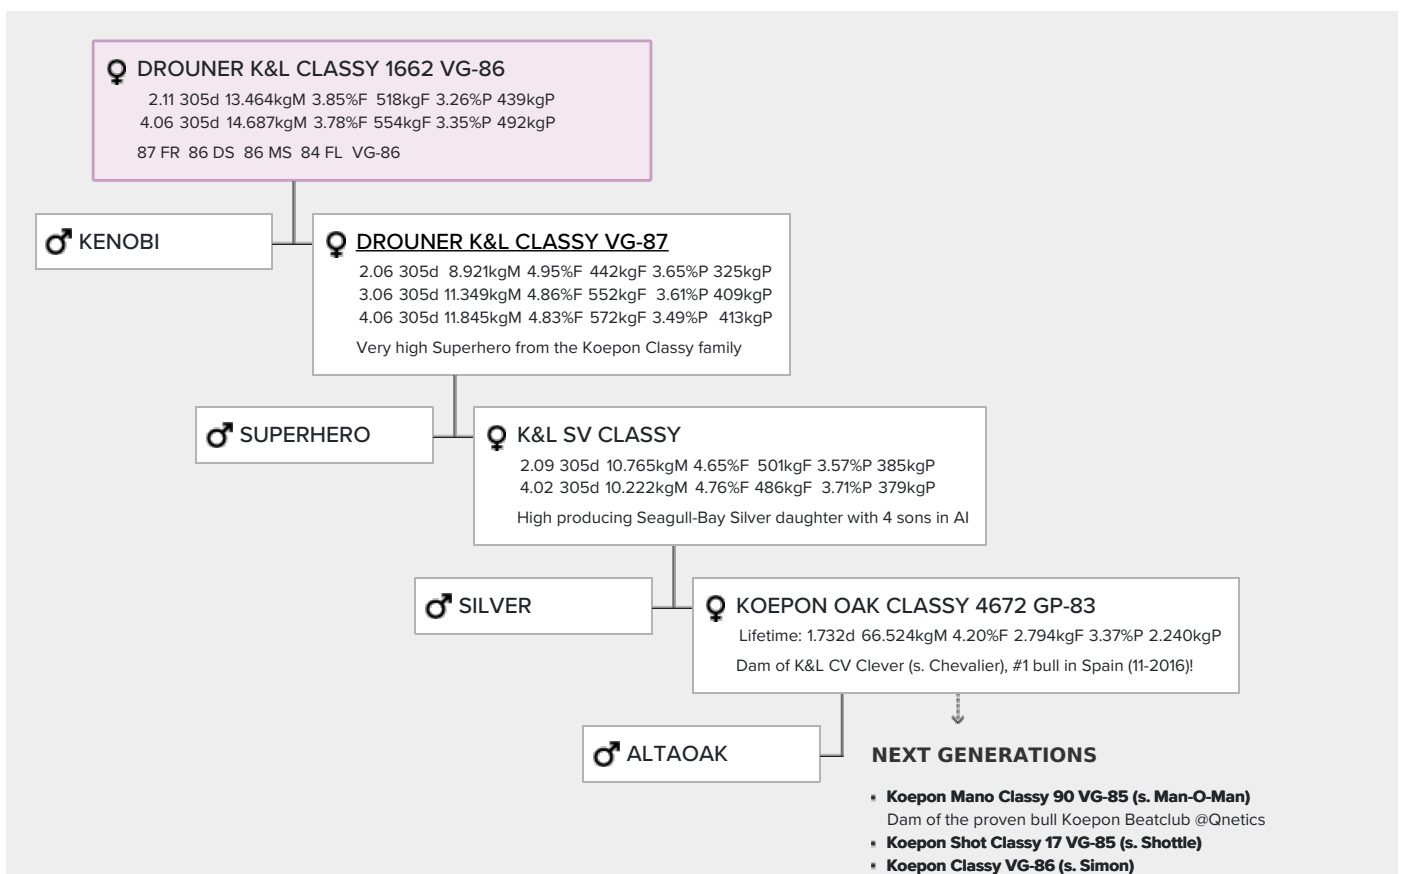 DROUNER K&L CLASSY 1662 VG-86
2.11 305d 13.464kgM 3.85%F 518kgF 3.26%P 439kgP
4.06 305d 14.687kgM 3.78%F 554kgF 3.35%P 492kgP
87 FR 86 DS 86 MS 84 FL VG-86
KENOBI
DROUNER K&L CLASSY VG-87
2.06 305d 8.921kgM 4.95%F 442kgF 3.65%P 325kgP
3.06 305d 11.349kgM 4.86%F 552kgF 3.61%P 409kgP
4.06 305d 11.845kgM 4.83%F 572kgF 3.49%P 413kgP
Very high Superhero from the Koepon Classy family
SUPERHERO
K&L SV CLASSY
2.09 305d 10.765kgM 4.65%F 501kgF 3.57%P 385kgP
4.02 305d 10.222kgM 4.76%F 486kgF 3.71%P 379kgP
High producing Seagull-Bay Silver daughter with 4 sons in AI
SILVER
KOEPON OAK CLASSY 4672 GP-83
Lifetime: 1.732d 66.524kgM 4.20%F 2.794kgF 3.37%P 2.240kgP
Dam of K&L CV Clever (s. Chevalier), #1 bull in Spain (11-2016)!
ALTAOAK
NEXT GENERATIONS
Koepon Mano Classy 90 VG-85 (s. Man-O-Man)
Dam of the proven bull Koepon Beatclub @Qnetics
Koepon Shot Classy 17 VG-85 (s. Shottle)
Koepon Classy VG-86 (s. Simon)